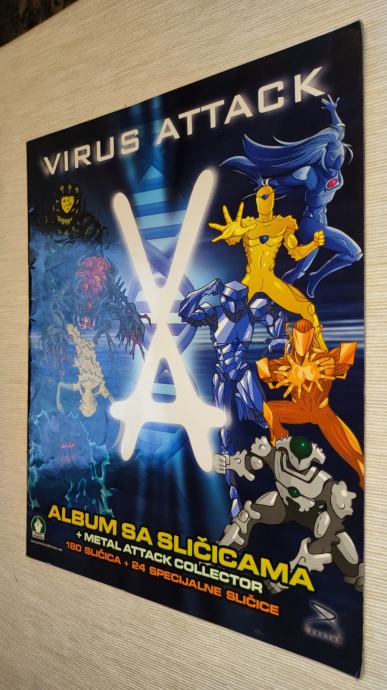 VIRUS ATTACK
ALBUM SA SLIČICAMA
+ METAL ATTACK COLLECTOR
180 SLIČICA + 24 SPECIJALNE SLIČICE